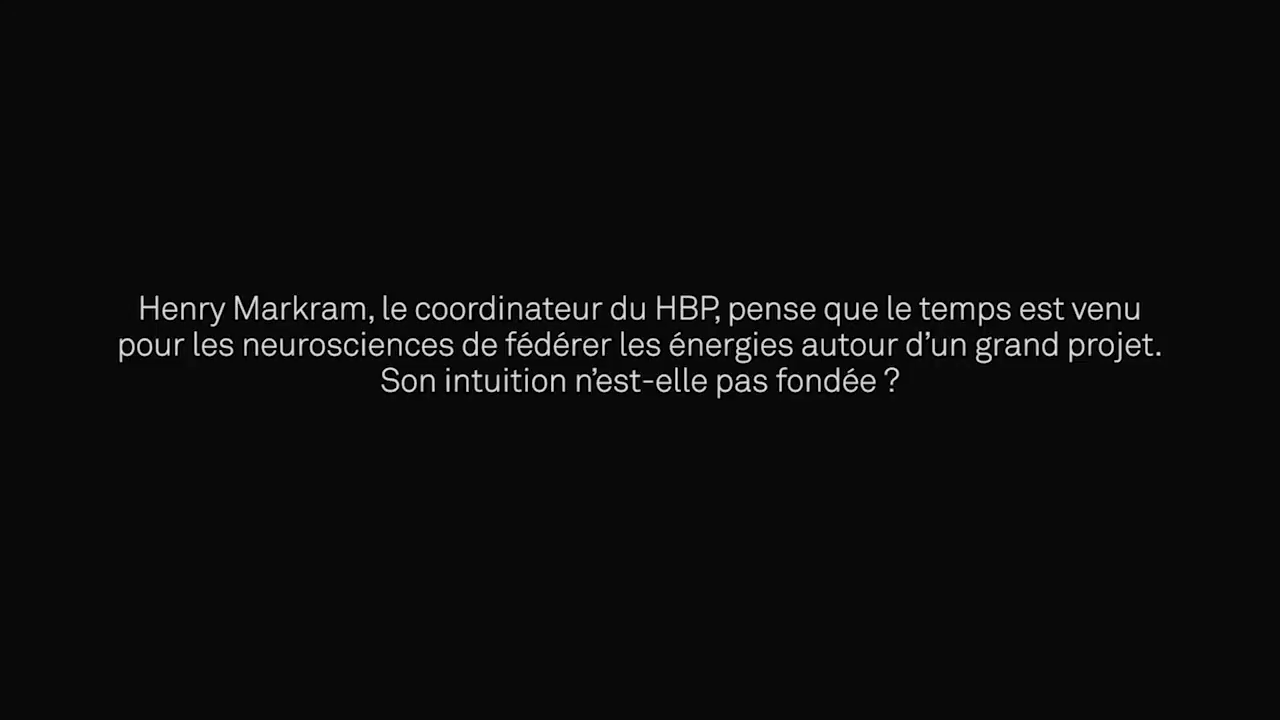 Henry Markram, le coordinateur du HBP, pense que le temps est venu
pour les neurosciences de fédérer les énergies autour d’un grand projet.
Son intuition n’est-elle pas fondée ?